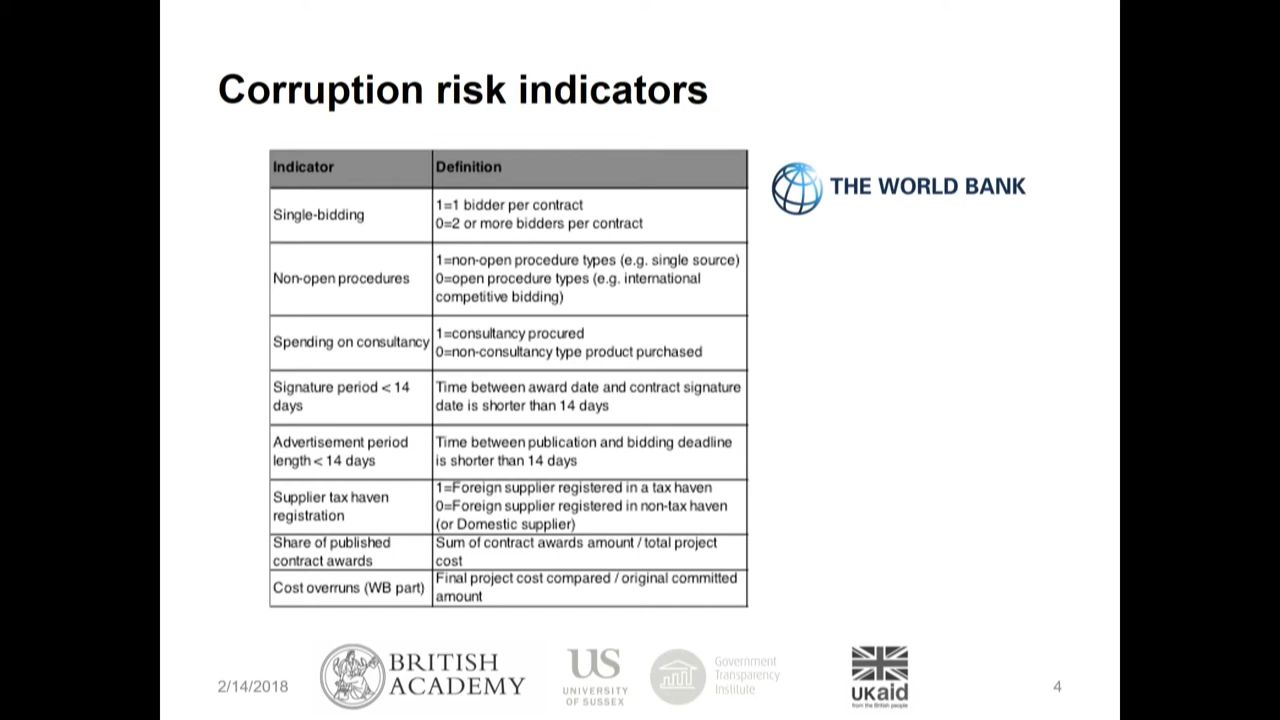 Corruption risk indicators
Indicator
Definition
Single-bidding
1=1 bidder per contract
0=2 or more bidders per contract
Non-open procedures
1=non-open procedure types (e.g. single source)
0=open procedure types (e.g. international
competitive bidding)
Spending on consultancy
1=consultancy procured
0=non-consultancy type product purchased
Signature period < 14
days
Time between award date and contract signature
date is shorter than 14 days
Advertisement period
length < 14 days
Time between publication and bidding deadline
is shorter than 14 days
Supplier tax haven
registration
1=Foreign supplier registered in a tax haven
0=Foreign supplier registered in non-tax haven
(or Domestic supplier)
Share of published
contract awards
Sum of contract awards amount / total project
cost
Cost overruns (WB part)
Final project cost compared / original committed
amount
THE WORLD BANK
2/14/2018
BRITISH
ACADEMY
US
UNIVERSITY
OF SUSSEX
Government
Transparency
Institute
UKaid
from the British people
4